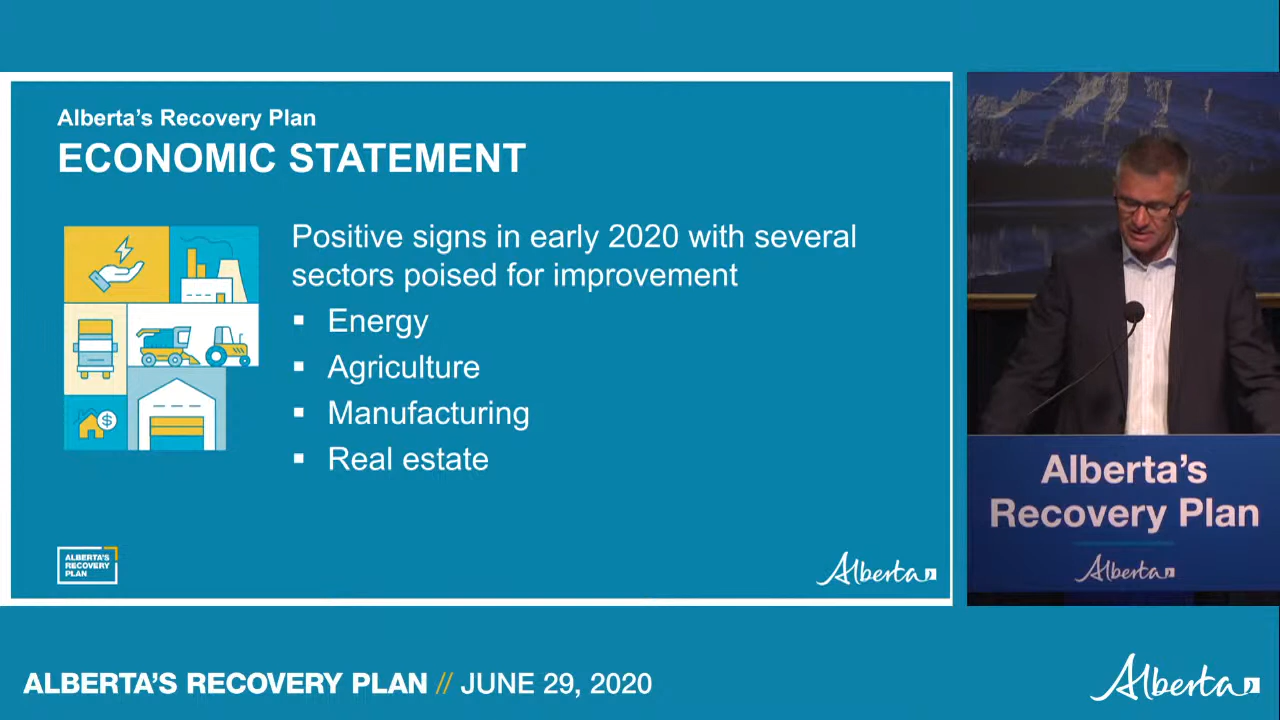 Alberta's Recovery Plan
ECONOMIC STATEMENT
Positive signs in early 2020 with several
sectors poised for improvement
▪ Energy
▪ Agriculture
▪ Manufacturing
▪ Real estate
$
ALBERTA'S
RECOVERY
PLAN
Alberta
Alberta's
Recovery Plan
Alberta
ALBERTA'S RECOVERY PLAN // JUNE 29, 2020
Alberta